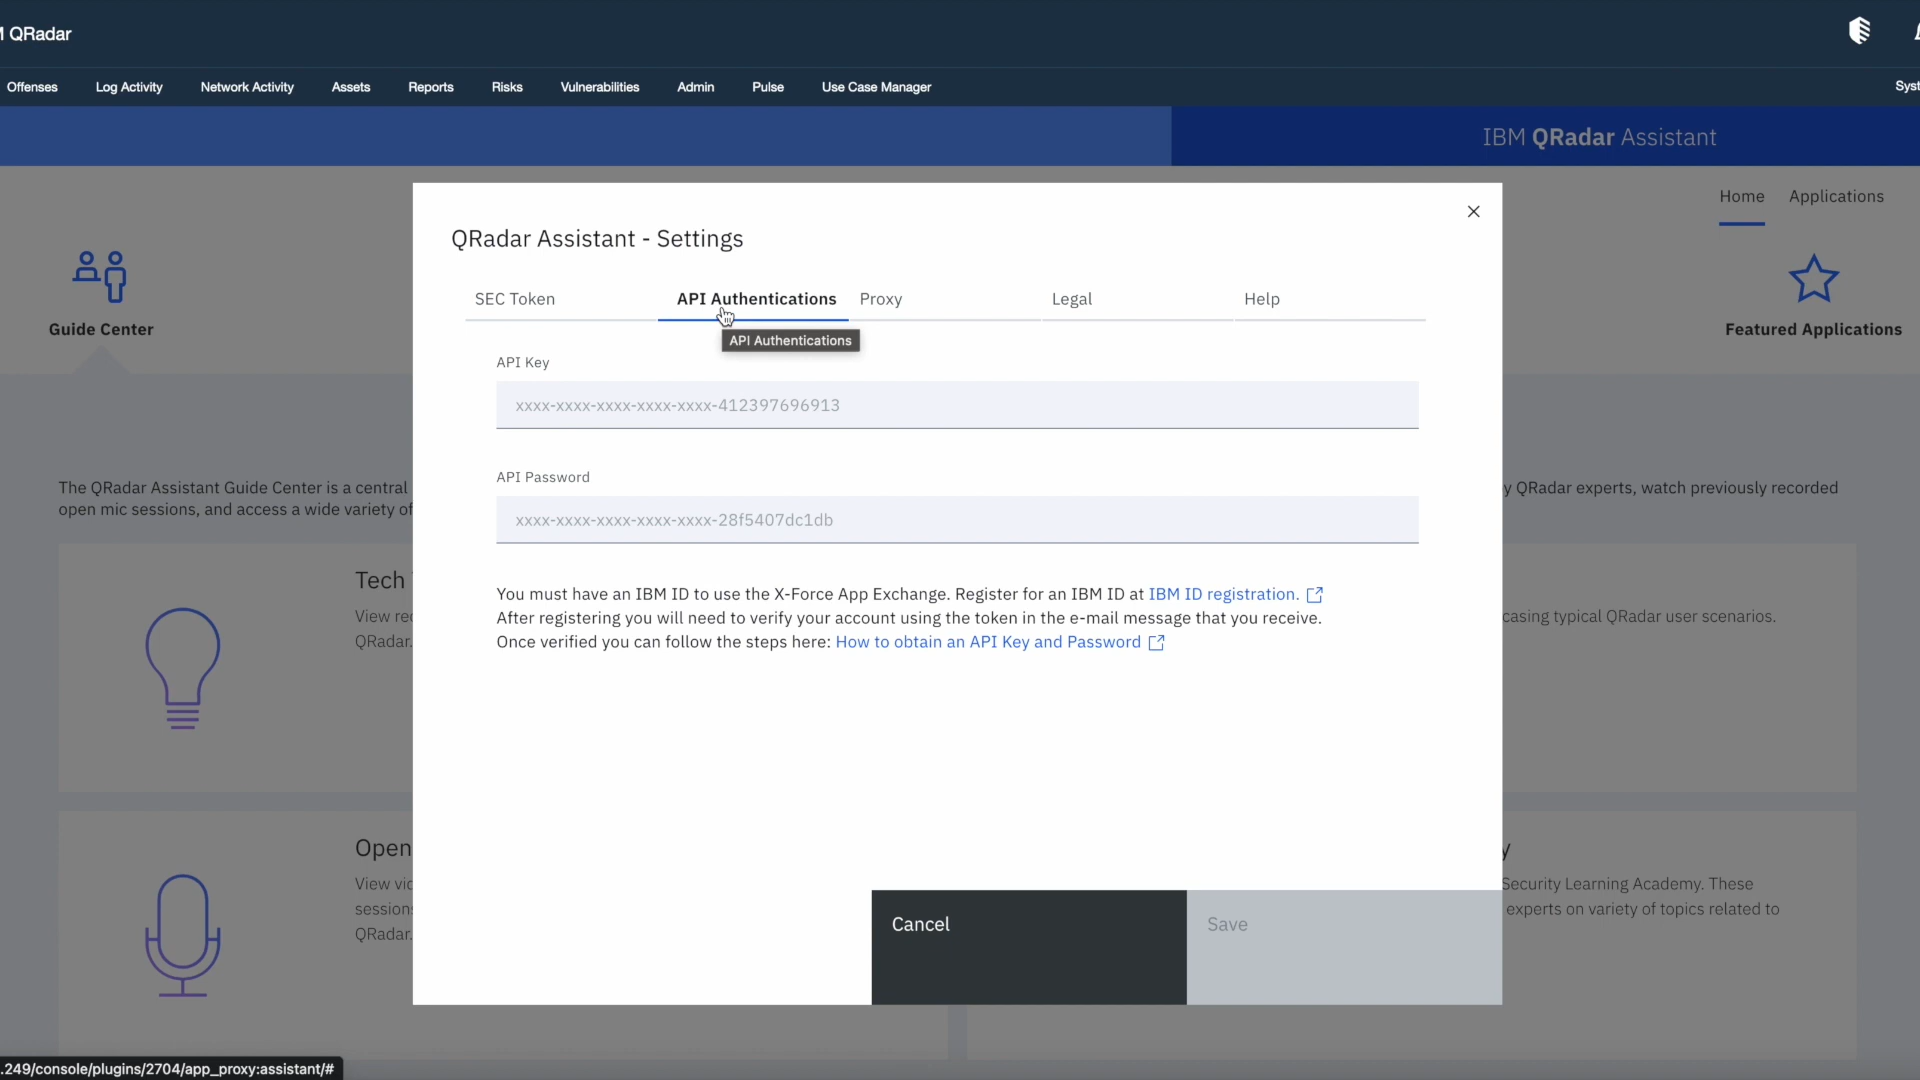 QRadar
Offenses Log Activity Network Activity Assets Reports Risks Vulnerabilities Admin Pulse Use Case Manager Syst
IBM QRadar Assistant
Home Applications
QRadar Assistant - Settings
SEC Token API Authentications Proxy Legal Help
API Authentications
Guide Center
Featured Applications
API Key
xxxx-xxxx-xxxx-xxxx-xxxx-412397696913
API Password
xxxx-xxxx-xxxx-xxxx-xxxx-28f5407dc1db
The QRadar Assistant Guide Center is a central
open mic sessions, and access a wide variety of
y QRadar experts, watch previously recorded
You must have an IBM ID to use the X-Force App Exchange. Register for an IBM ID at IBM ID registration.
After registering you will need to verify your account using the token in the e-mail message that you receive.
Once verified you can follow the steps here: How to obtain an API Key and Password
Tech
View rec
QRadar.
casing typical QRadar user scenarios.
Open
View vid
sessions
QRadar.
y
Security Learning Academy. These
experts on variety of topics related to
Cancel
Save
.249/console/plugins/2704/app_proxy:assistant/#